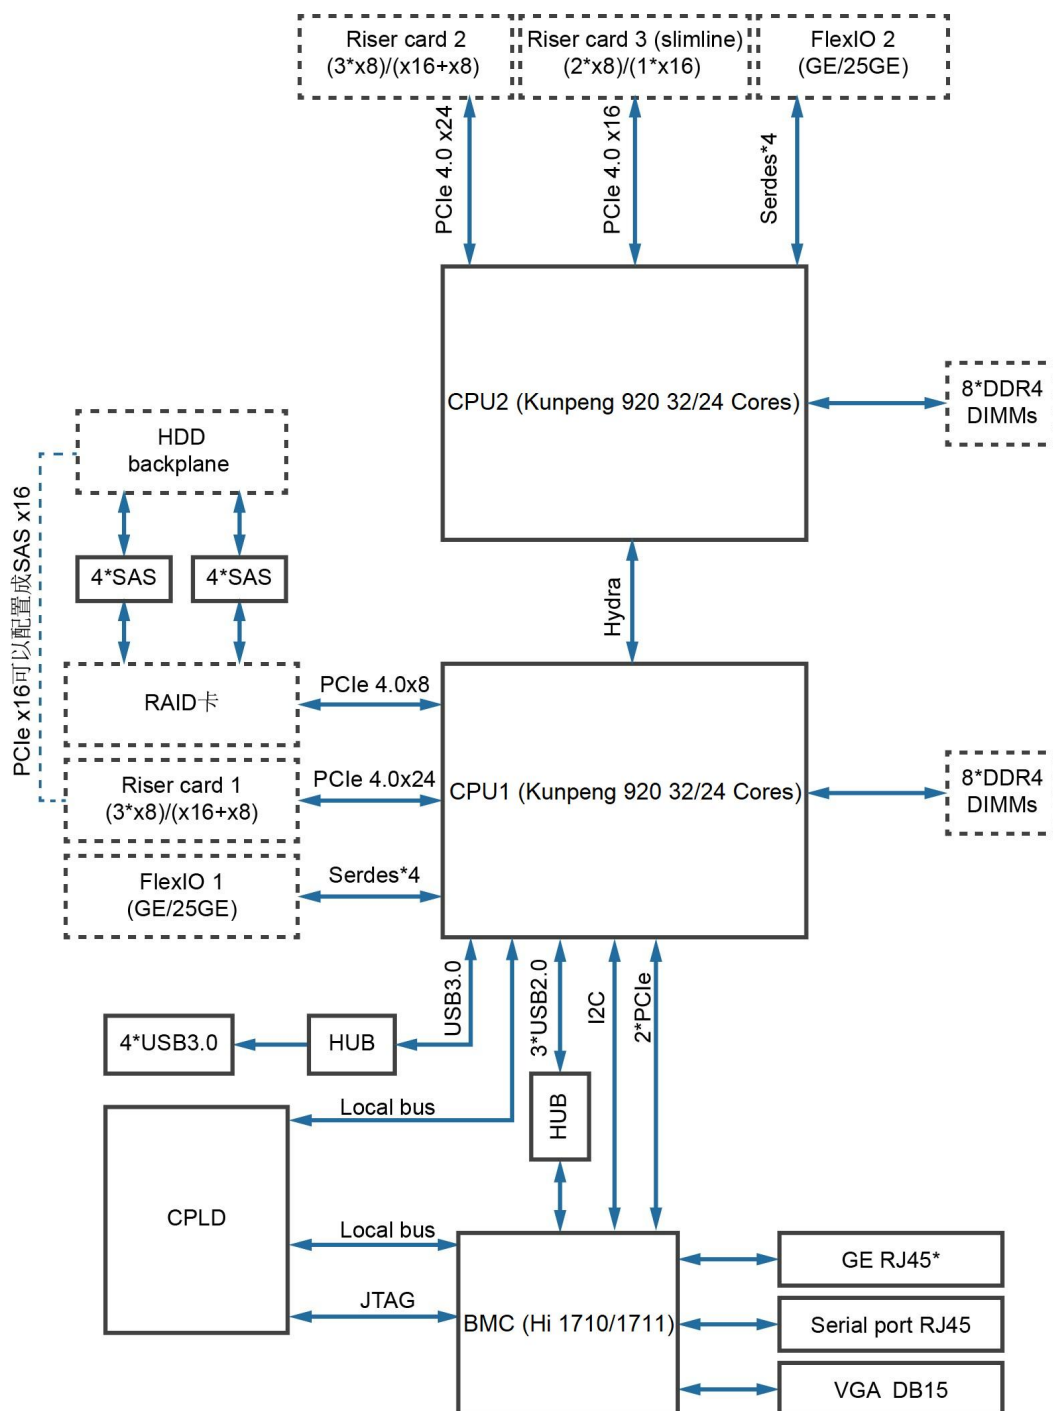 Riser card 2
(3*x8)/(x16+x8)
Riser card 3 (slimline)
(2*x8)/(1*x16)
FlexIO 2
(GE/25GE)
PCIe 4.0 x24
PCIe 4.0 x16
Serdes*4
CPU2 (Kunpeng 920 32/24 Cores)
8*DDR4
DIMMs
HDD
backplane
PCIe x16可以配置成SAS x16
4*SAS
4*SAS
Hydra
RAID卡
PCIe 4.0x8
Riser card 1
(3*x8)/(x16+x8)
PCIe 4.0x24
CPU1 (Kunpeng 920 32/24 Cores)
8*DDR4
DIMMs
FlexIO 1
(GE/25GE)
Serdes*4
USB3.0
3*USB2.0
I2C
2*PCIe
4*USB3.0
HUB
HUB
Local bus
CPLD
Local bus
JTAG
BMC (Hi 1710/1711)
GE RJ45*
Serial port RJ45
VGA DB15